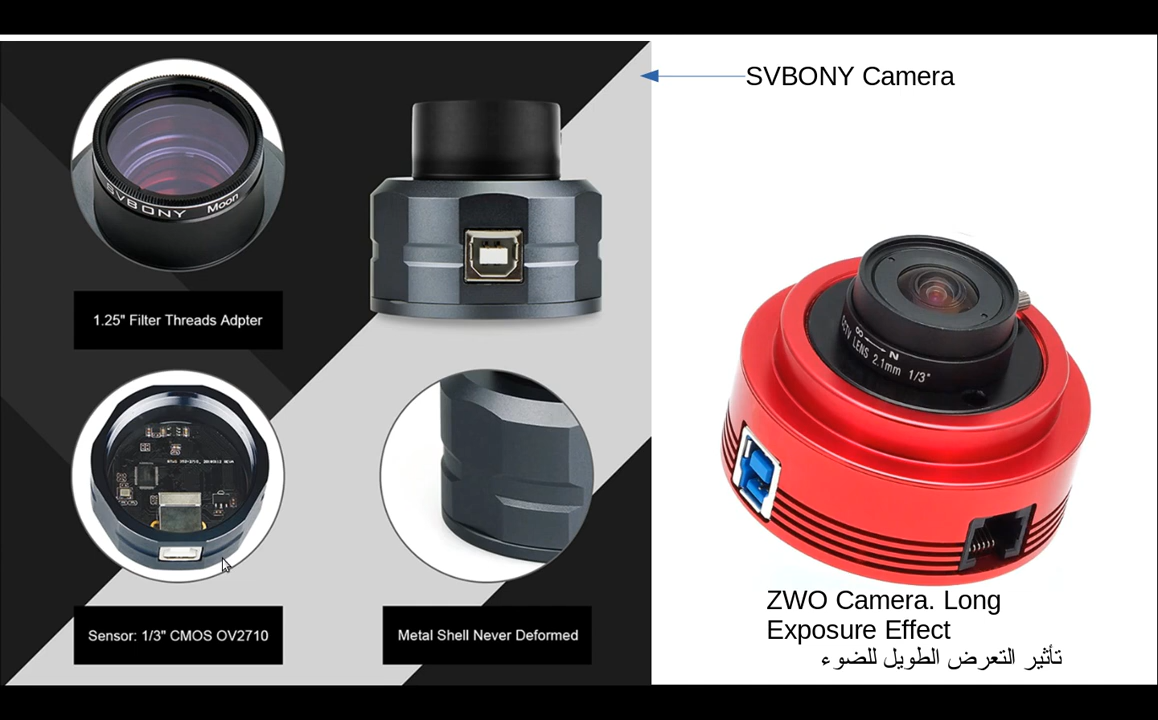 SVBONY Moon
1.25" Filter Threads Adpter
Sensor: 1/3" CMOS OV2710
Metal Shell Never Deformed
SVBONY Camera
CCTV LENS 2.1mm 1/3"
∞ N
ZWO Camera. Long
Exposure Effect
تأثير التعرض الطويل للضوء